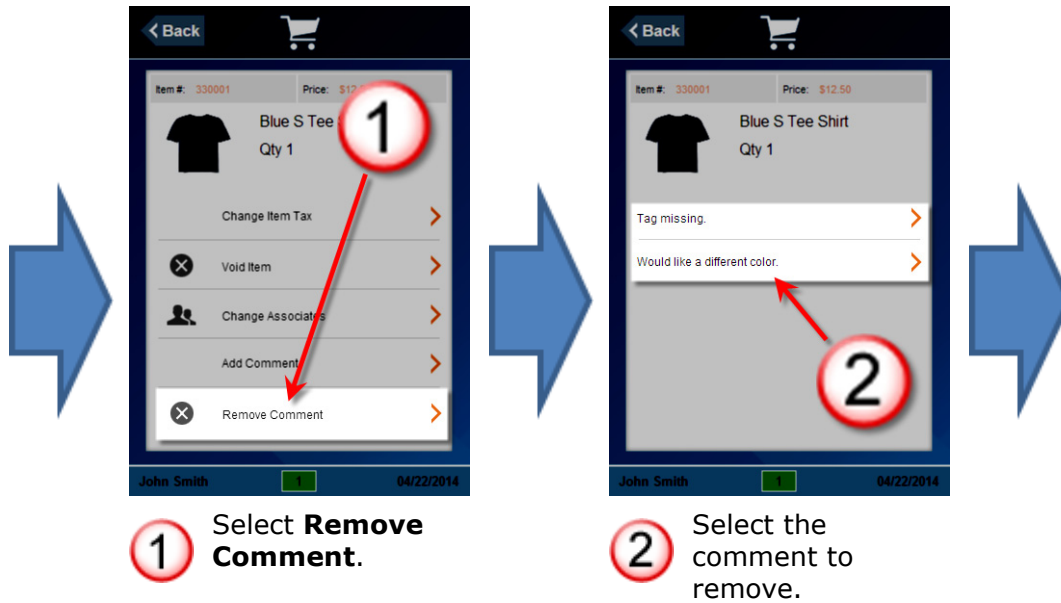 Back
Item #: 330001 Price: $12
1
Blue S Tee
Qty 1
Change Item Tax
Void Item
Change Associates
Add Comment
Remove Comment
John Smith 1 04/22/2014
1 Select Remove
Comment.
Back
Item #: 330001 Price: $12.50
Blue S Tee Shirt
Qty 1
Tag missing.
Would like a different color.
2
John Smith 1 04/22/2014
2 Select the
comment to
remove.